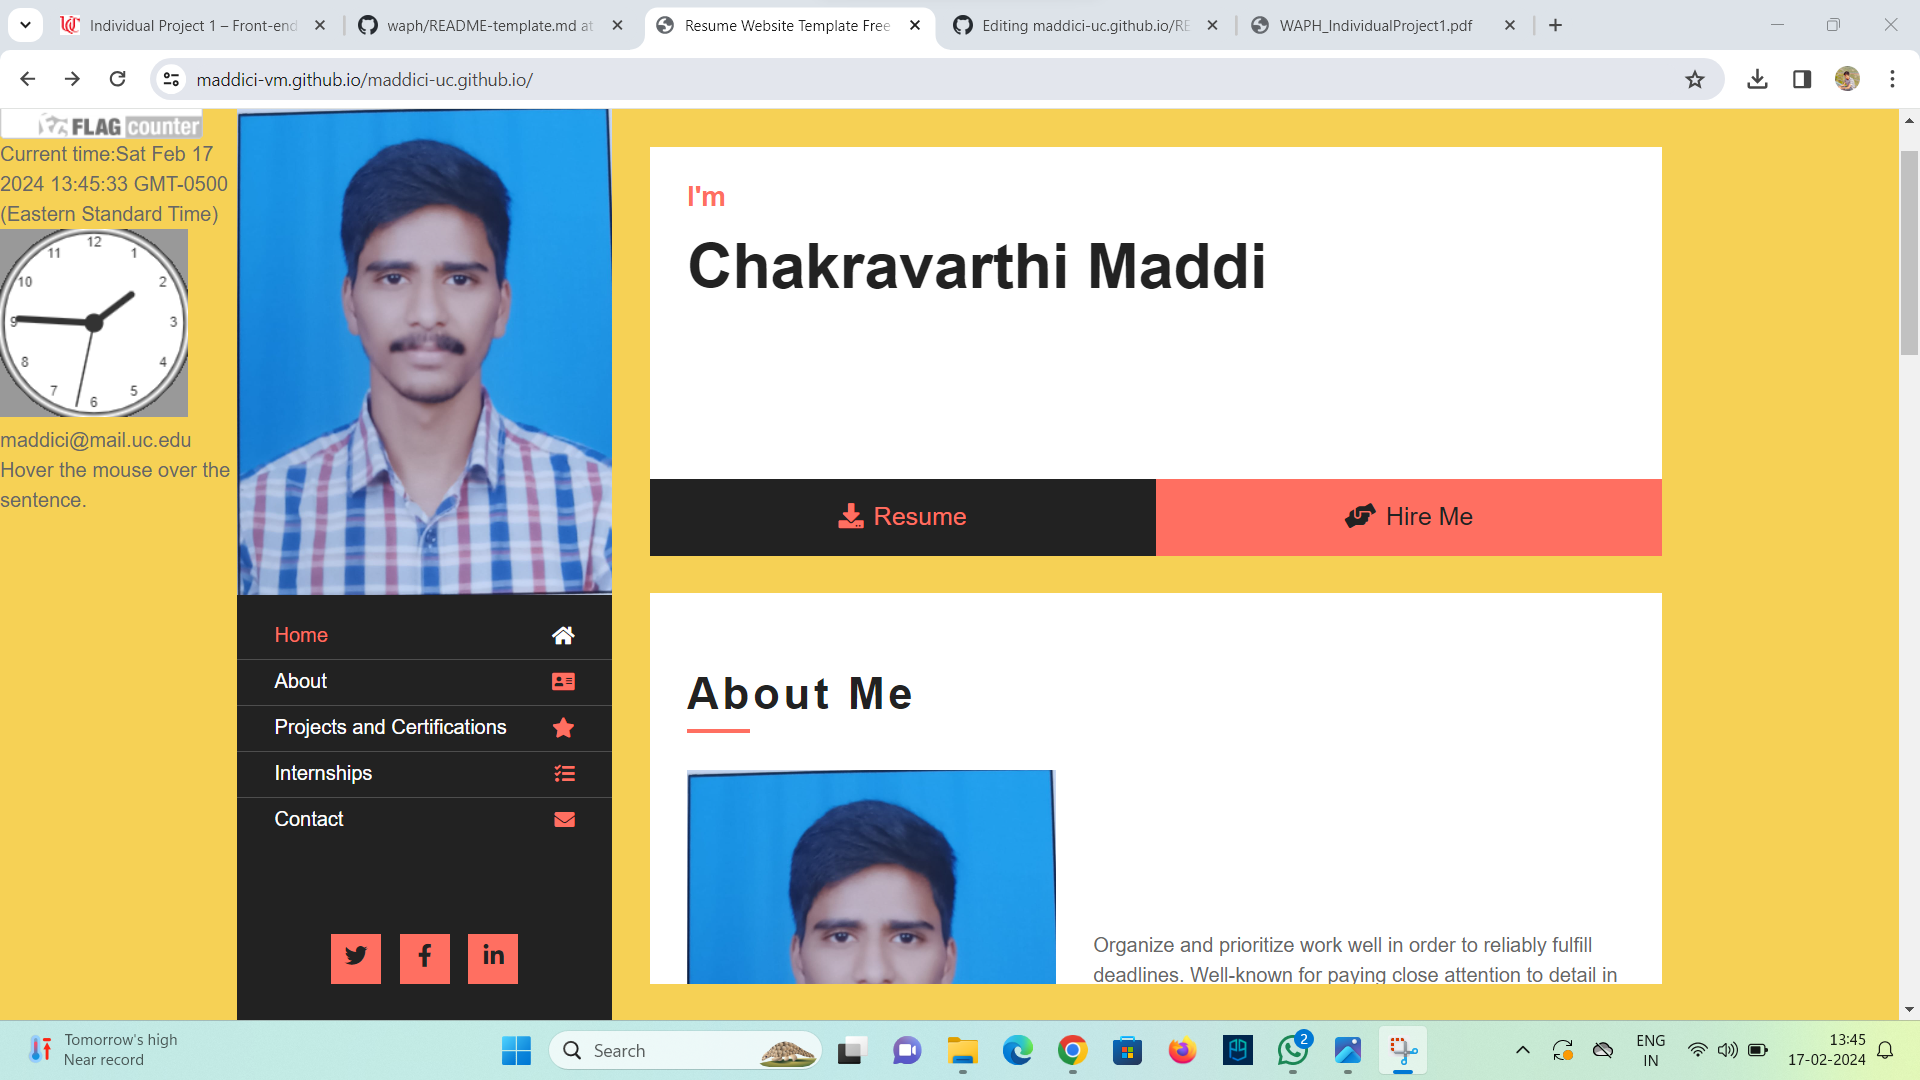 Individual Project 1 – Front-end
waph/README-template.md at
Resume Website Template Free
Editing maddici-uc.github.io/RE
WAPH_IndividualProject1.pdf
maddici-vm.github.io/maddici-uc.github.io/
FLAG counter
Current time:Sat Feb 17
2024 13:45:33 GMT-0500
(Eastern Standard Time)
12
11
1
10
2
9
3
8
4
7
5
6
maddici@mail.uc.edu
Hover the mouse over the
sentence.
Home
About
Projects and Certifications
Internships
Contact
I'm
Chakravarthi Maddi
Resume
Hire Me
About Me
Organize and prioritize work well in order to reliably fulfill
deadlines. Well-known for paying close attention to detail in
Tomorrow's high
Near record
Search
2
ENG
IN
13:45
17-02-2024